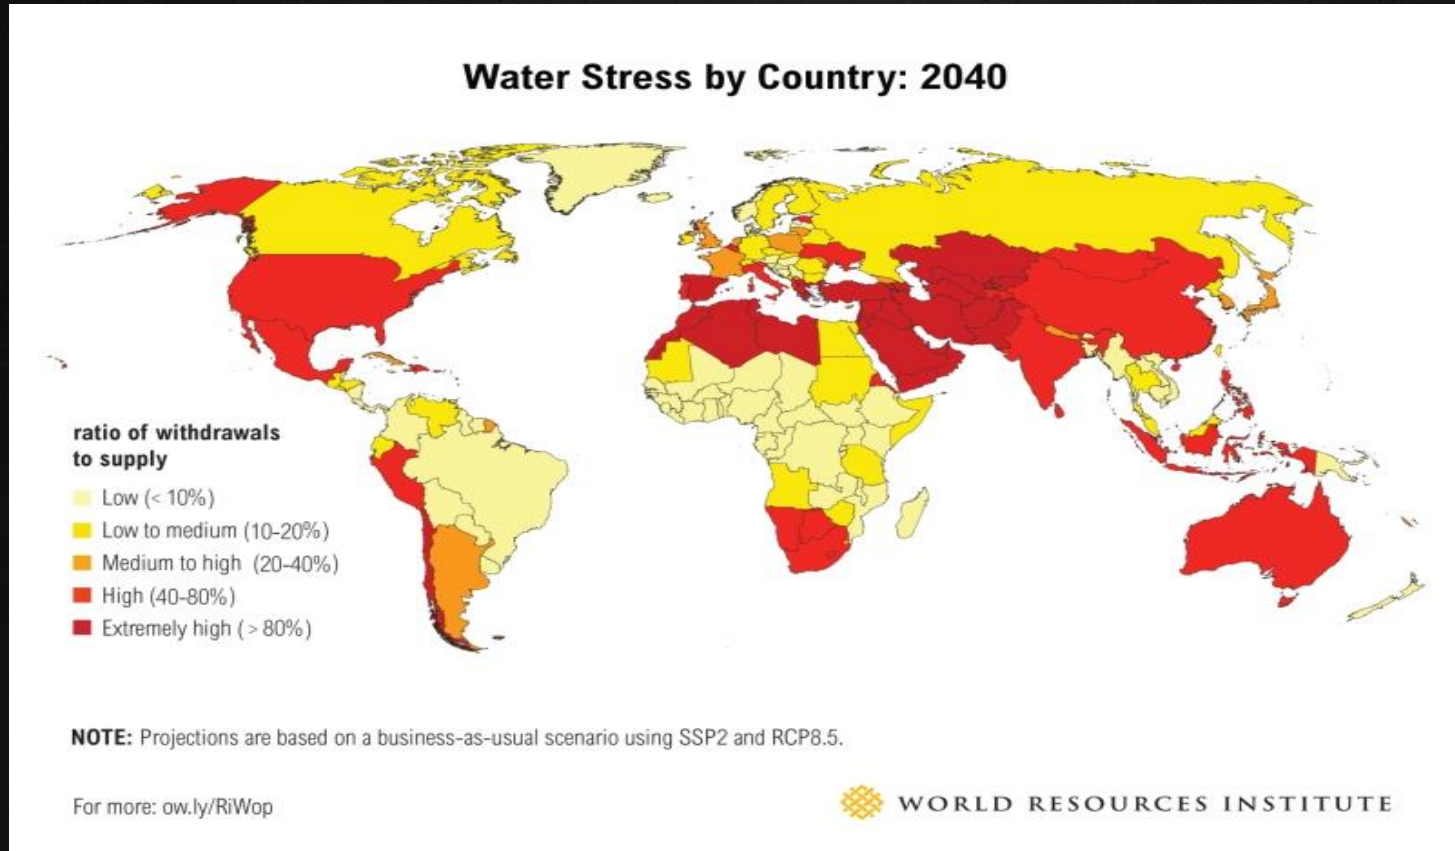 Water Stress by Country: 2040
ratio of withdrawals
to supply
Low (< 10%)
Low to medium (10-20%)
Medium to high (20-40%)
High (40-80%)
Extremely high (> 80%)
NOTE: Projections are based on a business-as-usual scenario using SSP2 and RCP8.5.
For more: ow.ly/RiWop
WORLD RESOURCES INSTITUTE